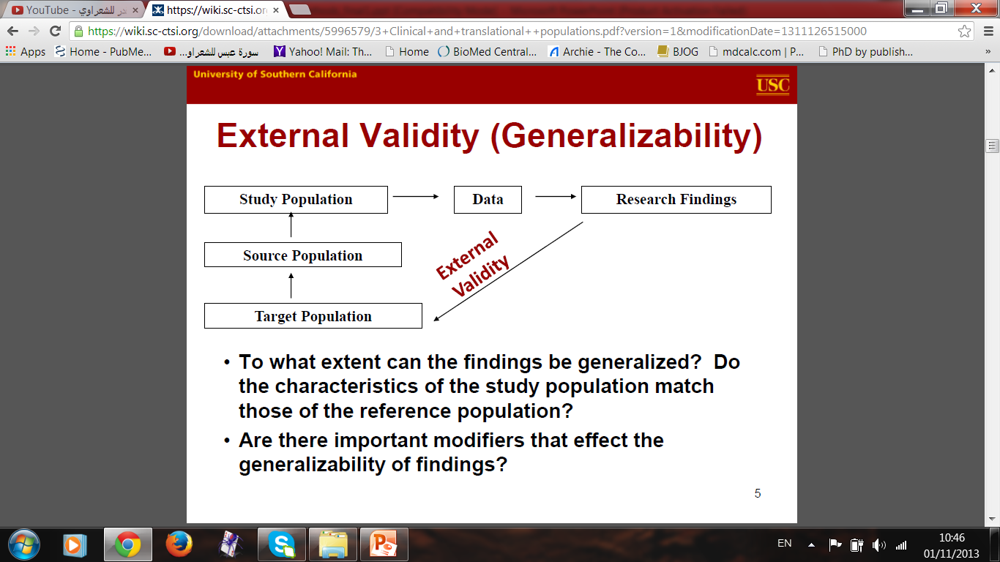 YouTube - در للشعراوي
https://wiki.sc-ctsi.or
https://wiki.sc-ctsi.org/download/attachments/5996579/3+Clinical+and+translational++populations.pdf?version=1&modificationDate=1311126515000
Apps Home - PubMe... سورة عبس للشعراو... Yahoo! Mail: Th... Home BioMed Central... Archie - The Co... BJOG mdcalc.com | P... PhD by publish... »
University of Southern California
USC
External Validity (Generalizability)
Study Population
Data
Research Findings
Source Population
External
Validity
Target Population
• To what extent can the findings be generalized? Do
the characteristics of the study population match
those of the reference population?
• Are there important modifiers that effect the
generalizability of findings?
5
EN
10:46
01/11/2013